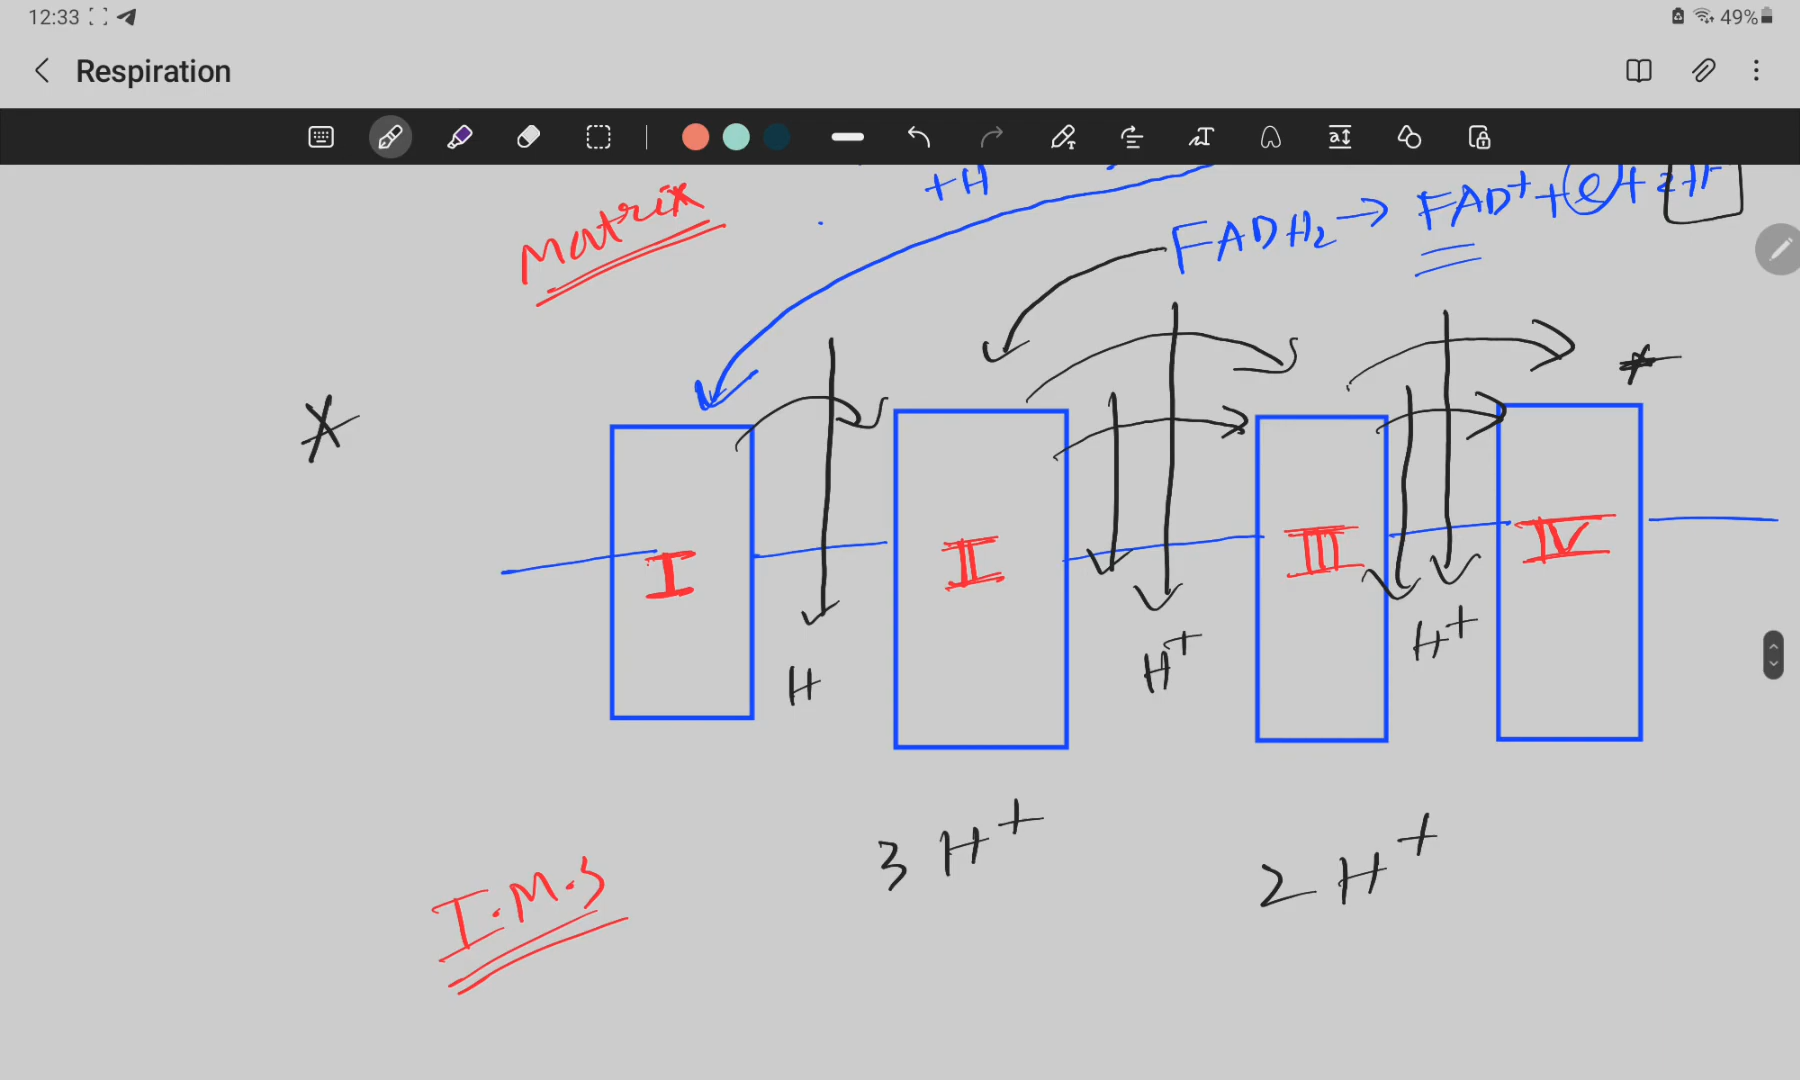 12:33
49%
Respiration
+H
FADH₂ → FAD⁺ + e + 2H⁺
Matrix
I
II
III
IV
H
H⁺
H⁺
3 H⁺
2 H⁺
I.M.S